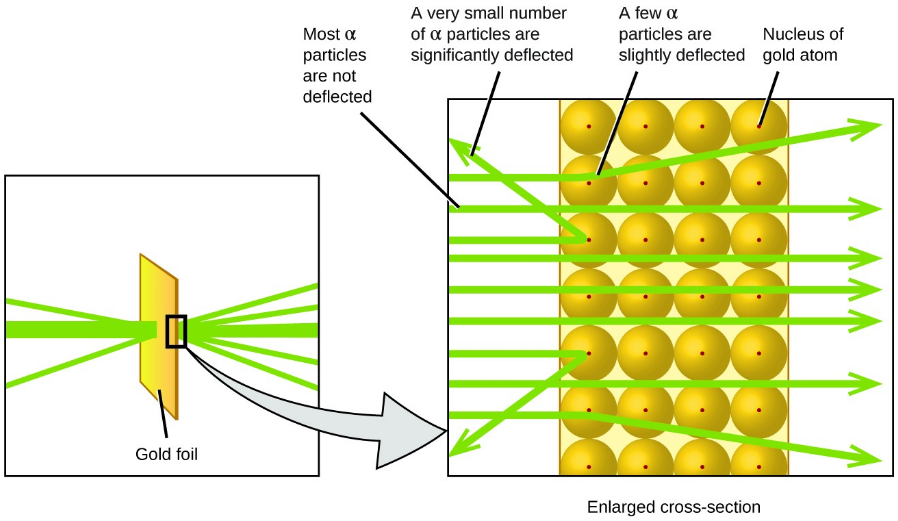 Most α
particles
are not
deflected
A very small number
of α particles are
significantly deflected
A few α
particles are
slightly deflected
Nucleus of
gold atom
Gold foil
Enlarged cross-section